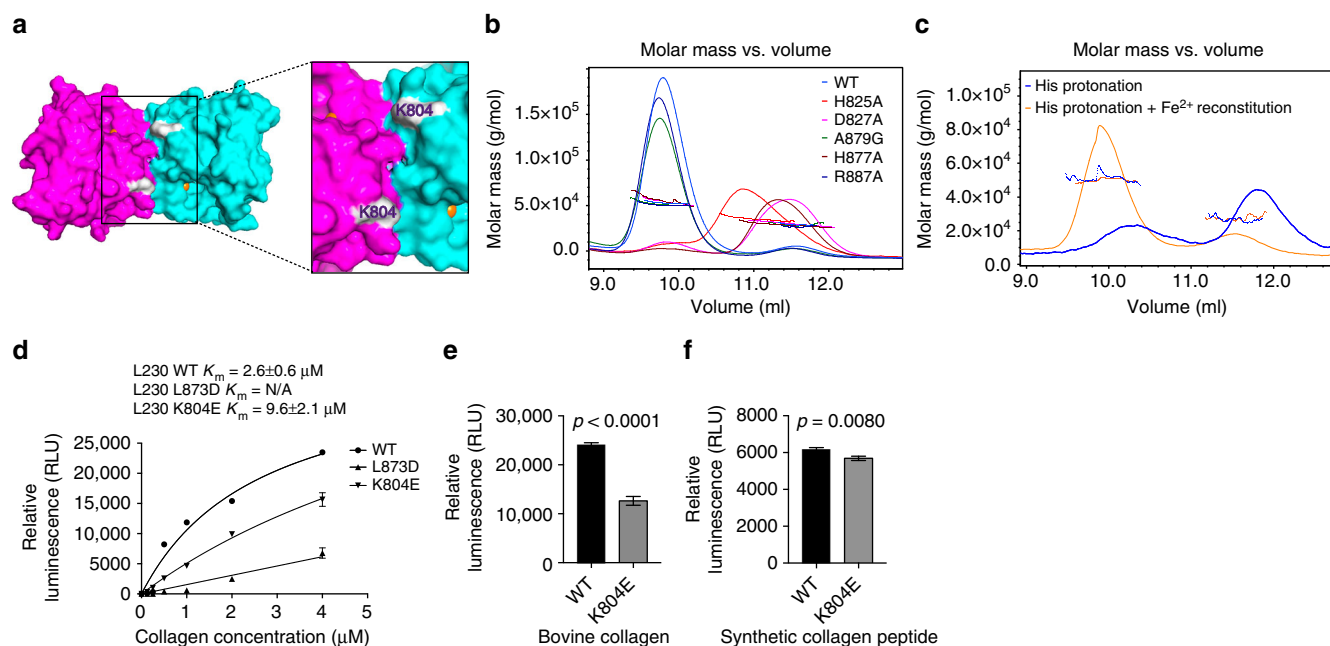 a
K804
K804
b
Molar mass vs. volume
Molar mass (g/mol)
1.5×10⁵
1.0×10⁵
5.0×10⁴
0.0
9.0 10.0 11.0 12.0
Volume (ml)
WT
H825A
D827A
A879G
H877A
R887A
c
Molar mass vs. volume
Molar mass (g/mol)
1.0×10⁵
8.0×10⁴
6.0×10⁴
4.0×10⁴
2.0×10⁴
0.0
9.0 10.0 11.0 12.0
Volume (ml)
His protonation
His protonation + Fe²⁺ reconstitution
d
L230 WT Kₘ = 2.6±0.6 μM
L230 L873D Kₘ = N/A
L230 K804E Kₘ = 9.6±2.1 μM
Relative
luminescence (RLU)
25,000
20,000
15,000
10,000
5000
0
0 1 2 3 4 5
Collagen concentration (μM)
WT
L873D
K804E
e
Relative
luminescence (RLU)
30,000
20,000
10,000
0
p < 0.0001
WT
K804E
Bovine collagen
f
Relative
luminescence (RLU)
8000
6000
4000
2000
0
p = 0.0080
WT
K804E
Synthetic collagen peptide